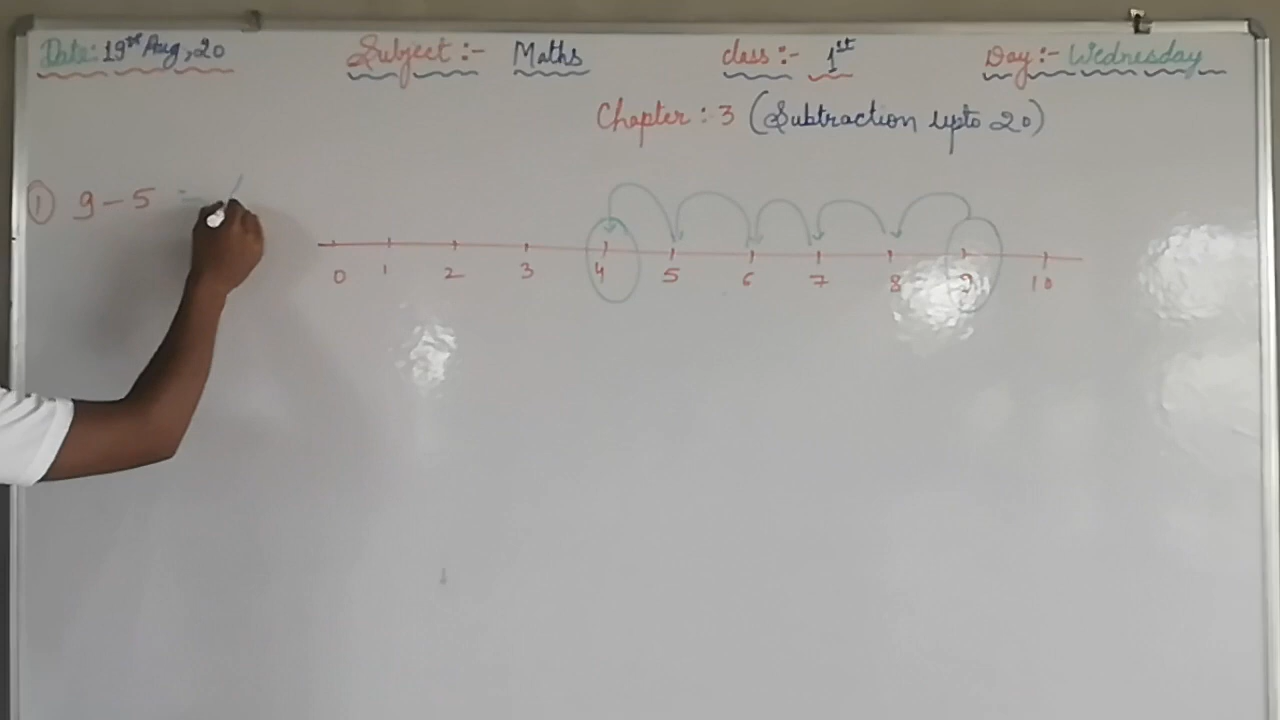 Date: 19th Aug, 20 Subject :- Maths class :- 1st Day :- Wednesday
Chapter : 3 (Subtraction upto 20)
① 9 - 5 =
0 1 2 3 4 5 6 7 8 9 10